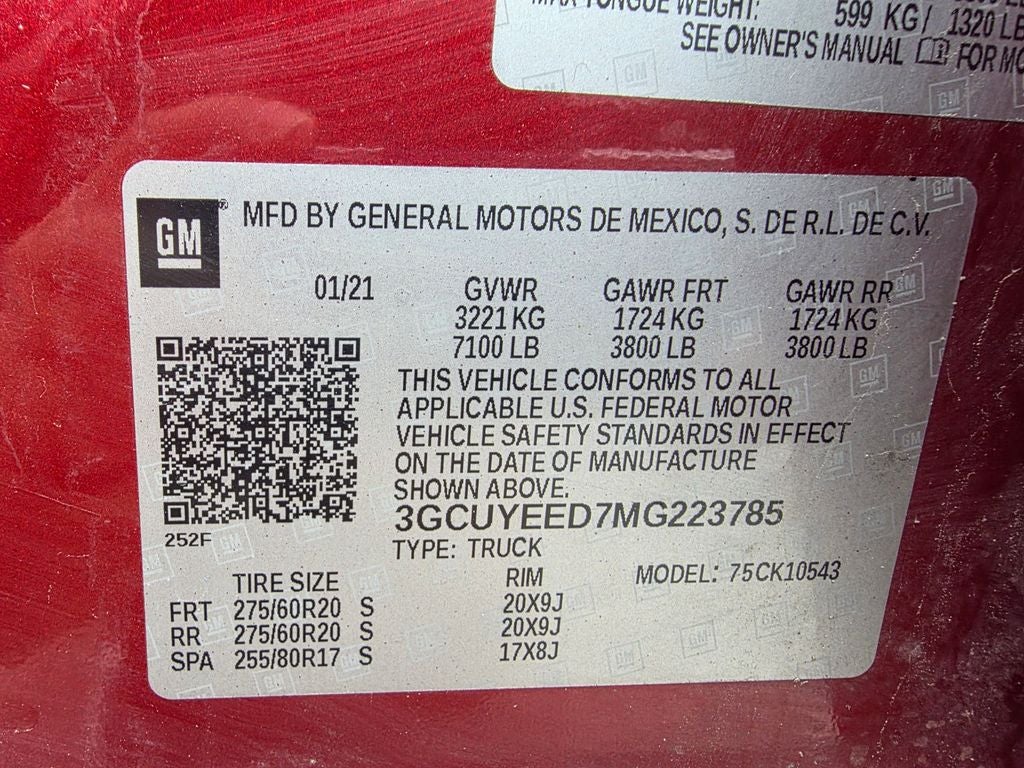 MAX TONGUE WEIGHT: 599 KG/ 1320 LB
SEE OWNER'S MANUAL FOR MO
GM® MFD BY GENERAL MOTORS DE MEXICO, S. DE R.L. DE C.V.
01/21 GVWR GAWR FRT GAWR RR
3221 KG 1724 KG 1724 KG
7100 LB 3800 LB 3800 LB
THIS VEHICLE CONFORMS TO ALL
APPLICABLE U.S. FEDERAL MOTOR
VEHICLE SAFETY STANDARDS IN EFFECT
ON THE DATE OF MANUFACTURE
SHOWN ABOVE.
3GCUYEED7MG223785
252F
TYPE: TRUCK
TIRE SIZE RIM MODEL: 75CK10543
FRT 275/60R20 S 20X9J
RR 275/60R20 S 20X9J
SPA 255/80R17 S 17X8J